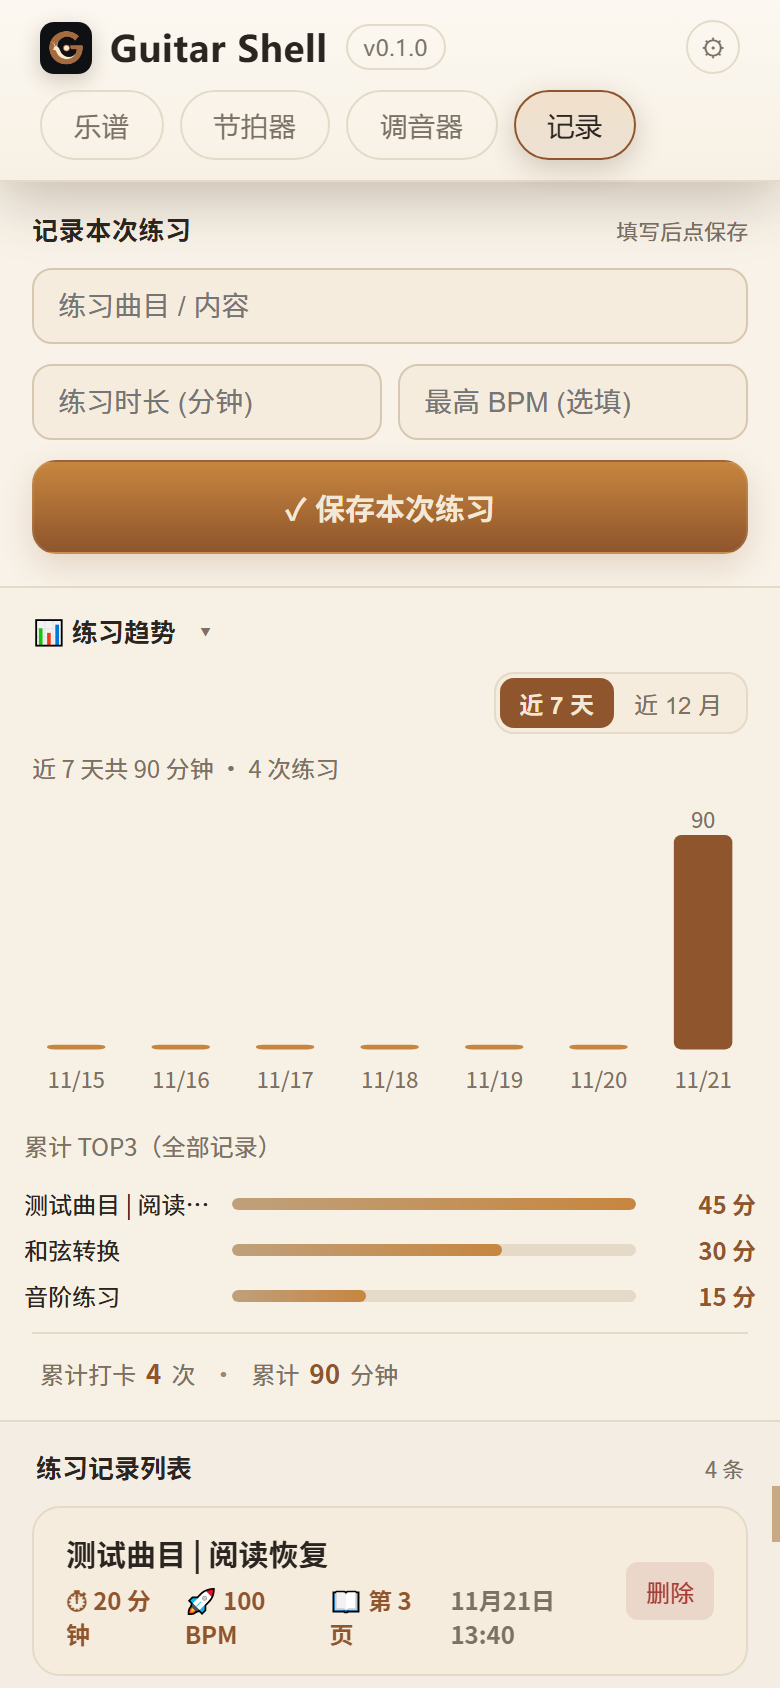 Guitar Shell v0.1.0
乐谱 节拍器 调音器 记录
记录本次练习 填写后点保存
练习曲目 / 内容
练习时长 (分钟) 最高 BPM (选填)
✓ 保存本次练习
📊 练习趋势 ▼
近 7 天 近 12 月
近 7 天共 90 分钟 • 4 次练习
90
11/15 11/16 11/17 11/18 11/19 11/20 11/21
累计 TOP3（全部记录）
测试曲目 | 阅读… 45 分
和弦转换 30 分
音阶练习 15 分
累计打卡 4 次 • 累计 90 分钟
练习记录列表 4 条
测试曲目 | 阅读恢复
⏱ 20 分钟 🚀 100 BPM 📖 第 3 页 11月21日 13:40
删除